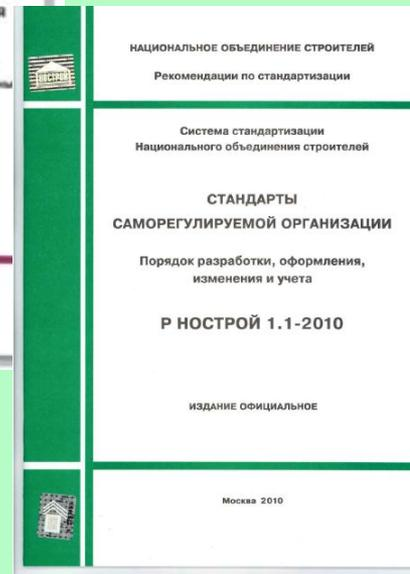 НАЦИОНАЛЬНОЕ ОБЪЕДИНЕНИЕ СТРОИТЕЛЕЙ
Рекомендации по стандартизации
НОСТРОЙ
Система стандартизации
Национального объединения строителей
СТАНДАРТЫ
САМОРЕГУЛИРУЕМОЙ ОРГАНИЗАЦИИ
Порядок разработки, оформления,
изменения и учета
Р НОСТРОЙ 1.1-2010
ИЗДАНИЕ ОФИЦИАЛЬНОЕ
Москва 2010